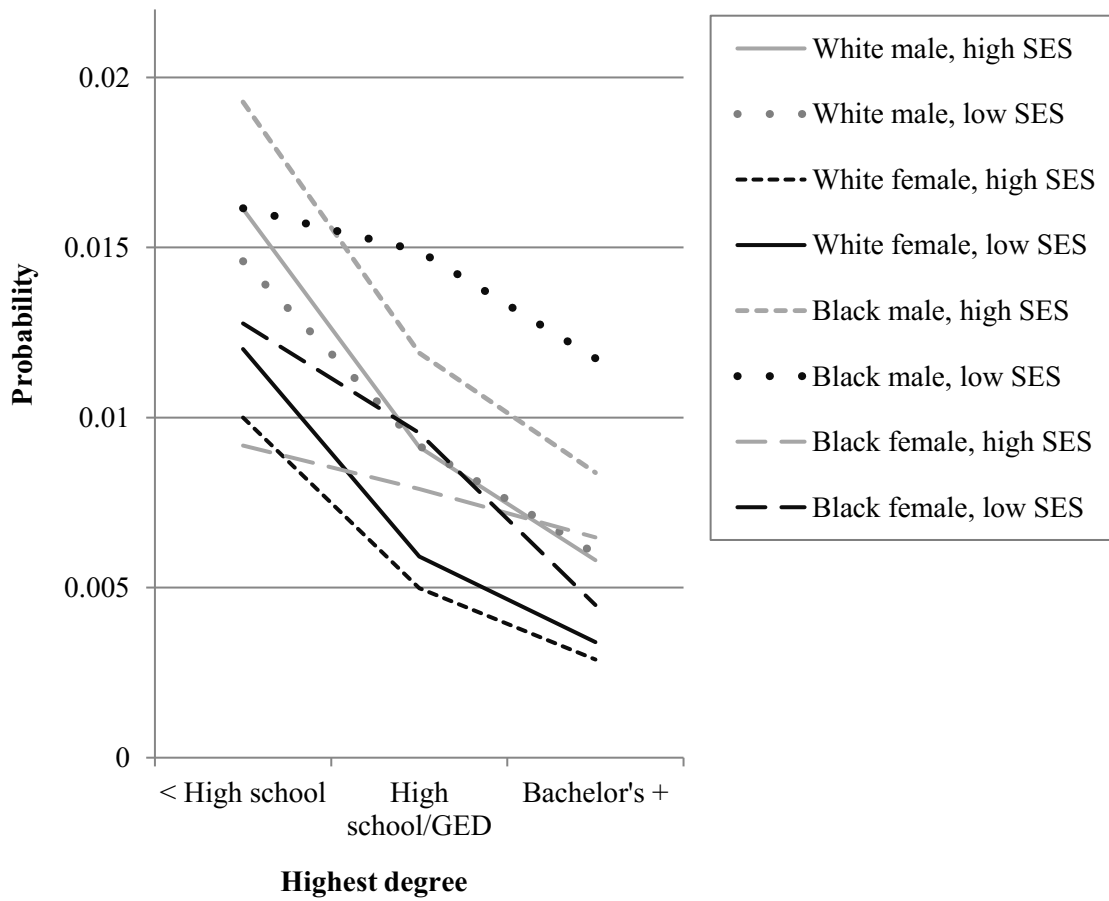 Probability
0.02
0.015
0.01
0.005
0
< High school
High
school/GED
Bachelor's +
Highest degree
White male, high SES
White male, low SES
White female, high SES
White female, low SES
Black male, high SES
Black male, low SES
Black female, high SES
Black female, low SES